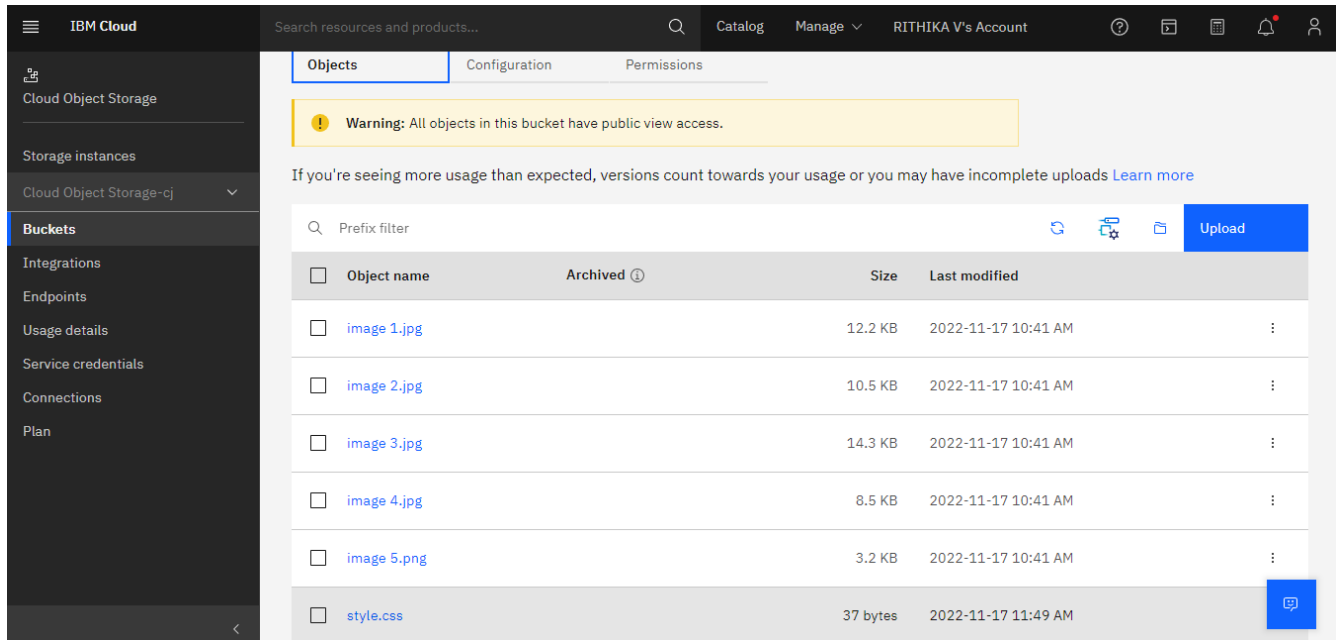 IBM Cloud
Search resources and products...
Catalog
Manage
RITHIKA V's Account
Cloud Object Storage
Storage instances
Cloud Object Storage-cj
Buckets
Integrations
Endpoints
Usage details
Service credentials
Connections
Plan
Objects
Configuration
Permissions
Warning: All objects in this bucket have public view access.
If you're seeing more usage than expected, versions count towards your usage or you may have incomplete uploads Learn more
Prefix filter
Upload
Object name Archived Size Last modified
image 1.jpg 12.2 KB 2022-11-17 10:41 AM
image 2.jpg 10.5 KB 2022-11-17 10:41 AM
image 3.jpg 14.3 KB 2022-11-17 10:41 AM
image 4.jpg 8.5 KB 2022-11-17 10:41 AM
image 5.png 3.2 KB 2022-11-17 10:41 AM
style.css 37 bytes 2022-11-17 11:49 AM